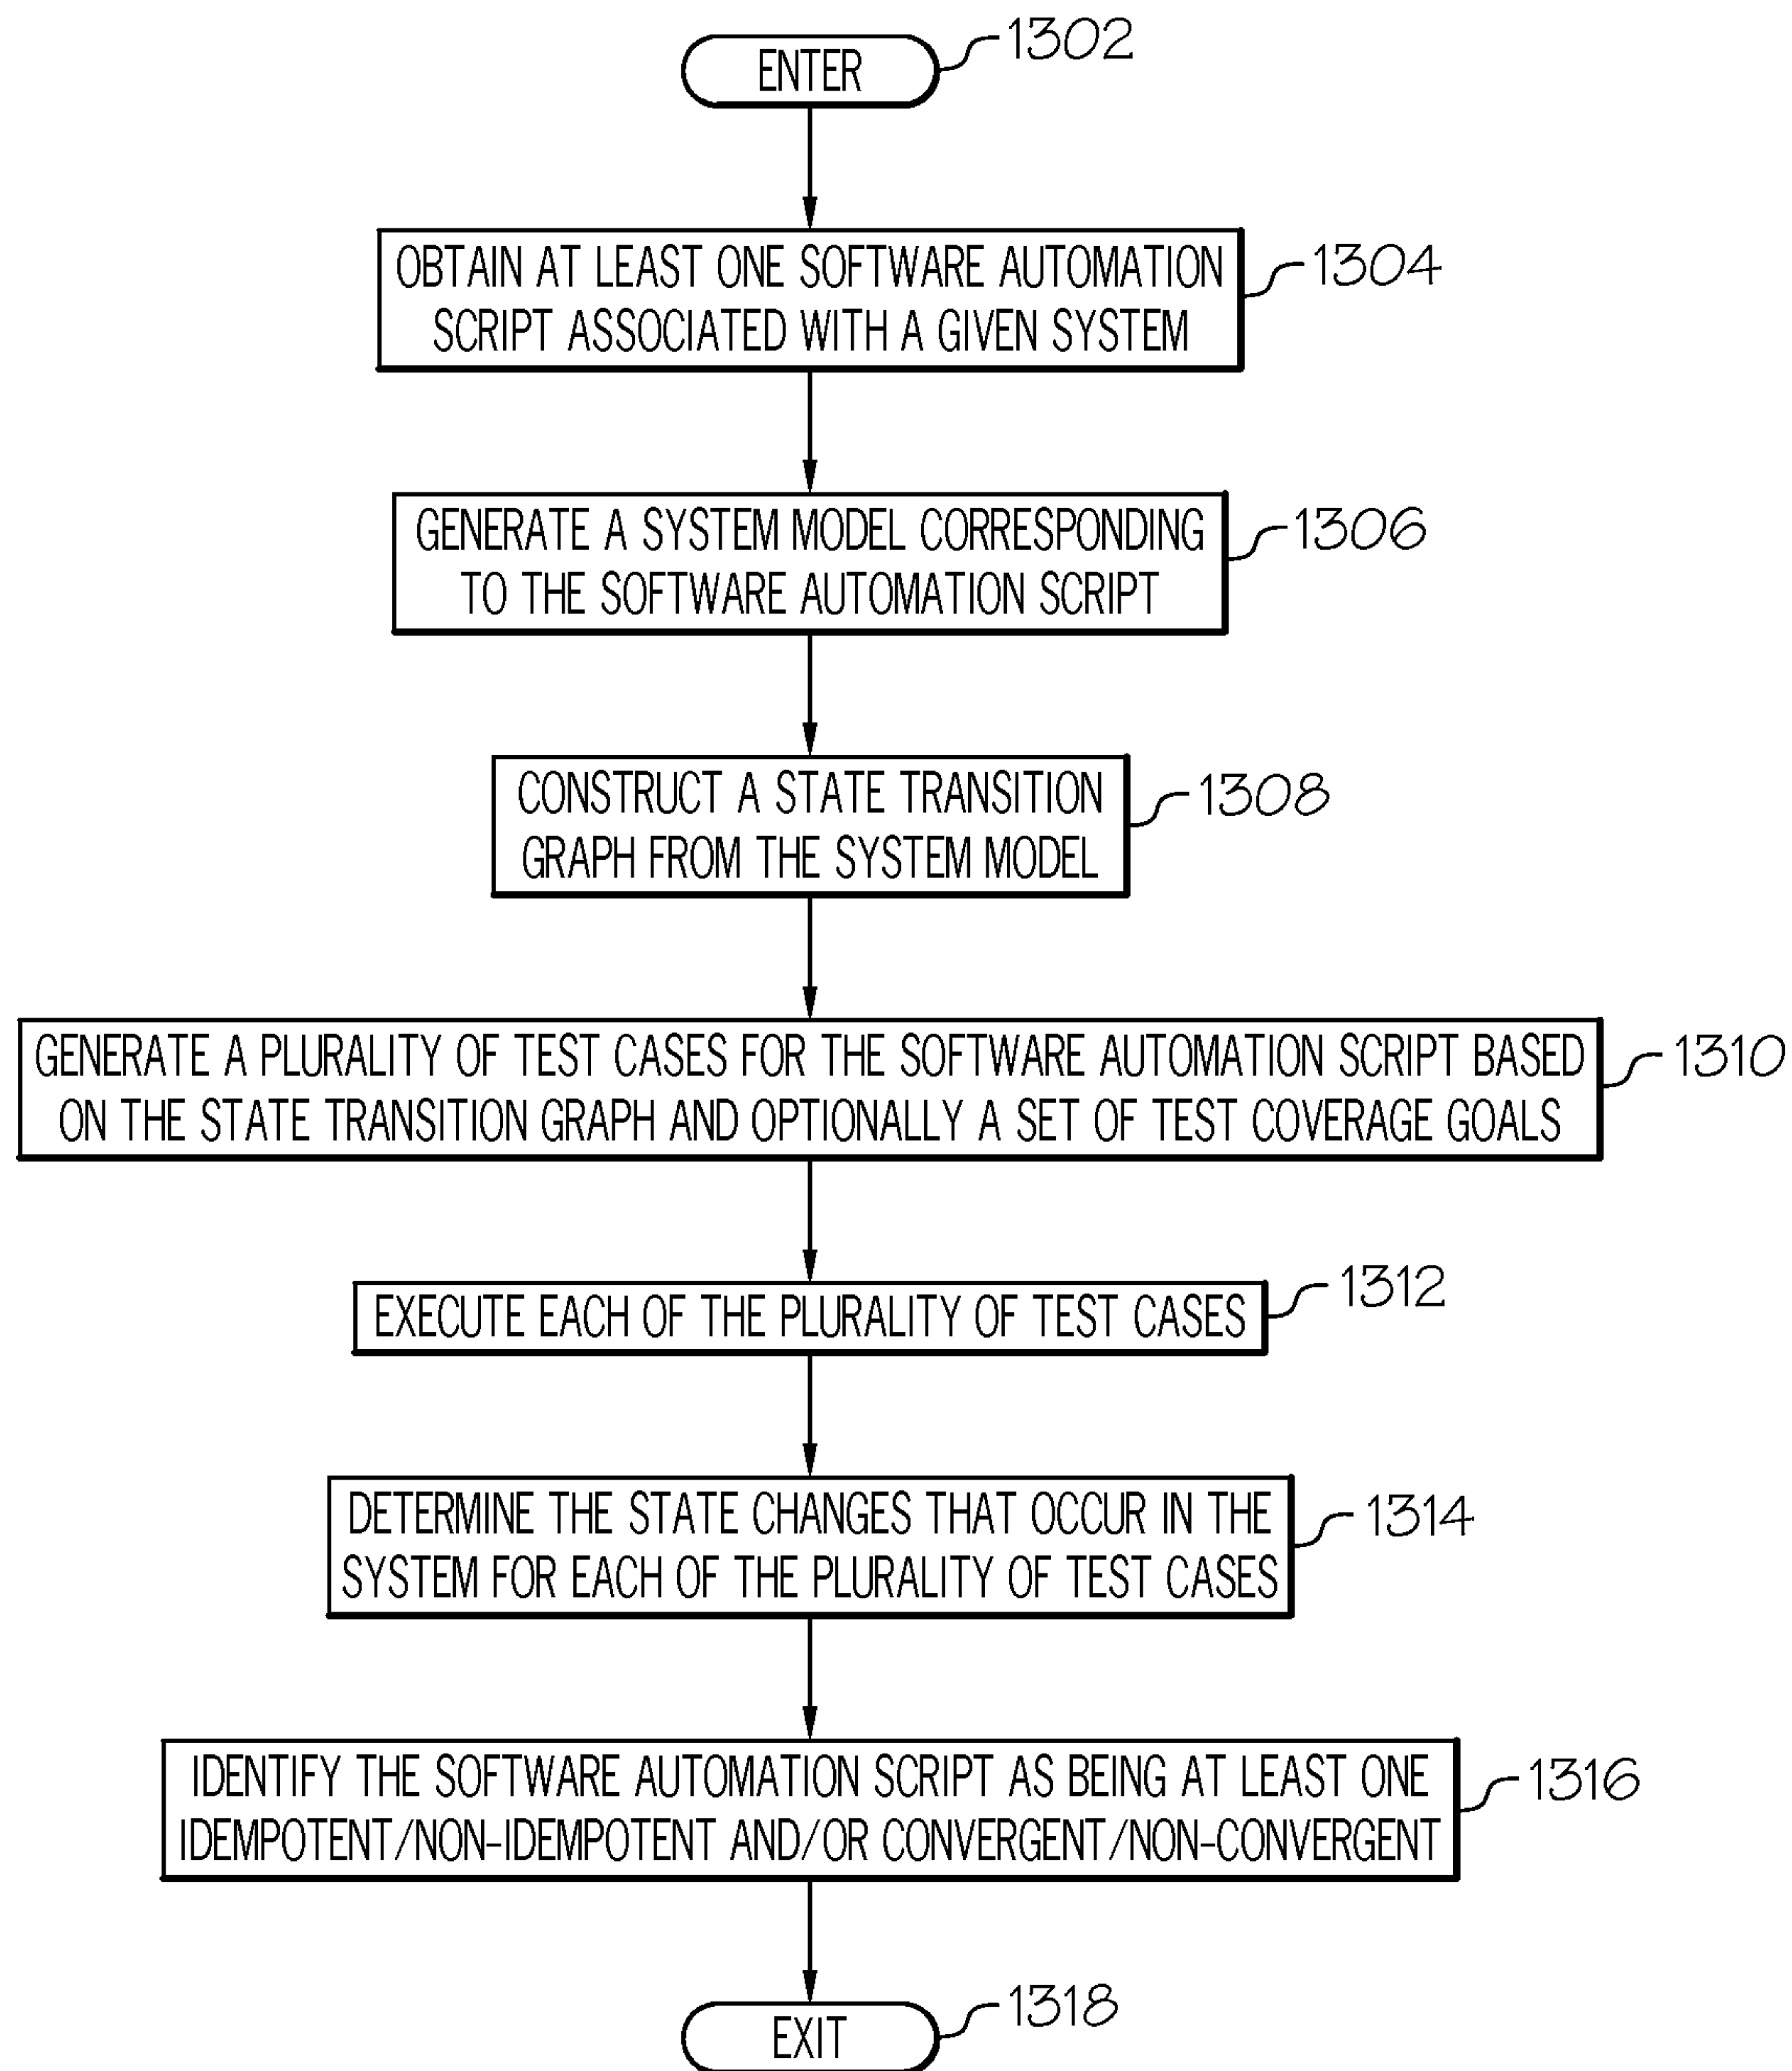 ENTER
1302
OBTAIN AT LEAST ONE SOFTWARE AUTOMATION
SCRIPT ASSOCIATED WITH A GIVEN SYSTEM
1304
GENERATE A SYSTEM MODEL CORRESPONDING
TO THE SOFTWARE AUTOMATION SCRIPT
1306
CONSTRUCT A STATE TRANSITION
GRAPH FROM THE SYSTEM MODEL
1308
GENERATE A PLURALITY OF TEST CASES FOR THE SOFTWARE AUTOMATION SCRIPT BASED
ON THE STATE TRANSITION GRAPH AND OPTIONALLY A SET OF TEST COVERAGE GOALS
1310
EXECUTE EACH OF THE PLURALITY OF TEST CASES
1312
DETERMINE THE STATE CHANGES THAT OCCUR IN THE
SYSTEM FOR EACH OF THE PLURALITY OF TEST CASES
1314
IDENTIFY THE SOFTWARE AUTOMATION SCRIPT AS BEING AT LEAST ONE
IDEMPOTENT/NON-IDEMPOTENT AND/OR CONVERGENT/NON-CONVERGENT
1316
EXIT
1318